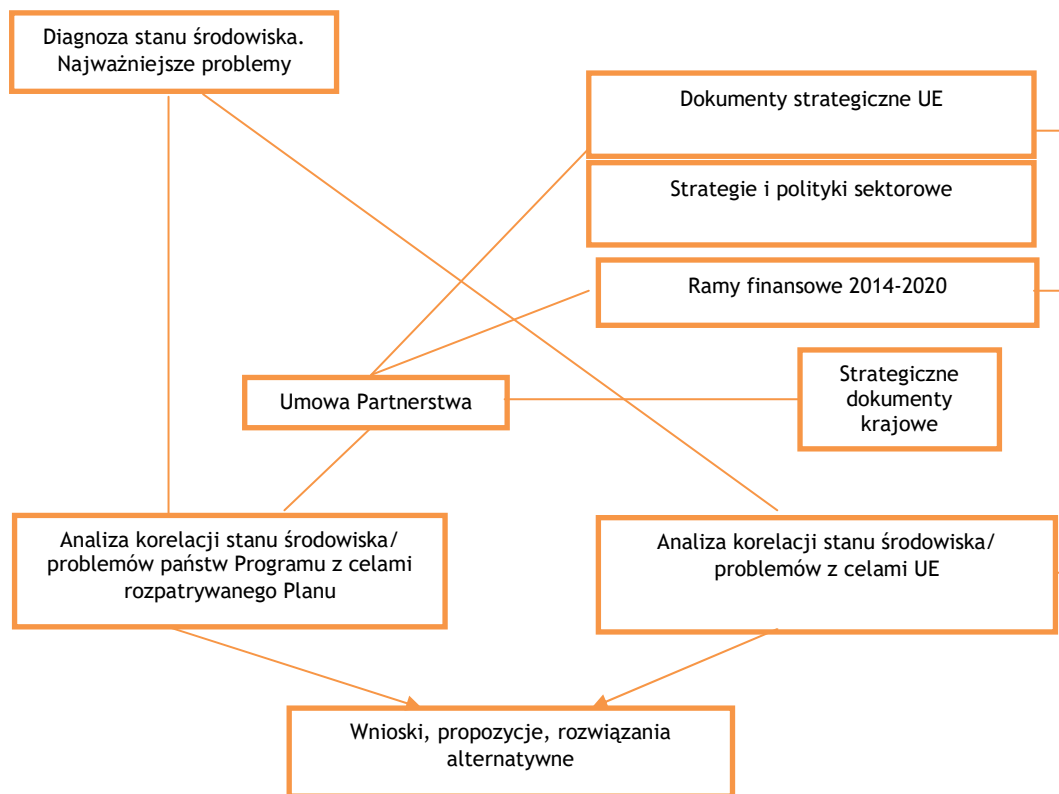 Diagnoza stanu środowiska.
Najważniejsze problemy
Dokumenty strategiczne UE
Strategie i polityki sektorowe
Ramy finansowe 2014-2020
Strategiczne
dokumenty
krajowe
Umowa Partnerstwa
Analiza korelacji stanu środowiska/
problemów państw Programu z celami
rozpatrywanego Planu
Analiza korelacji stanu środowiska/
problemów z celami UE
Wnioski, propozycje, rozwiązania
alternatywne